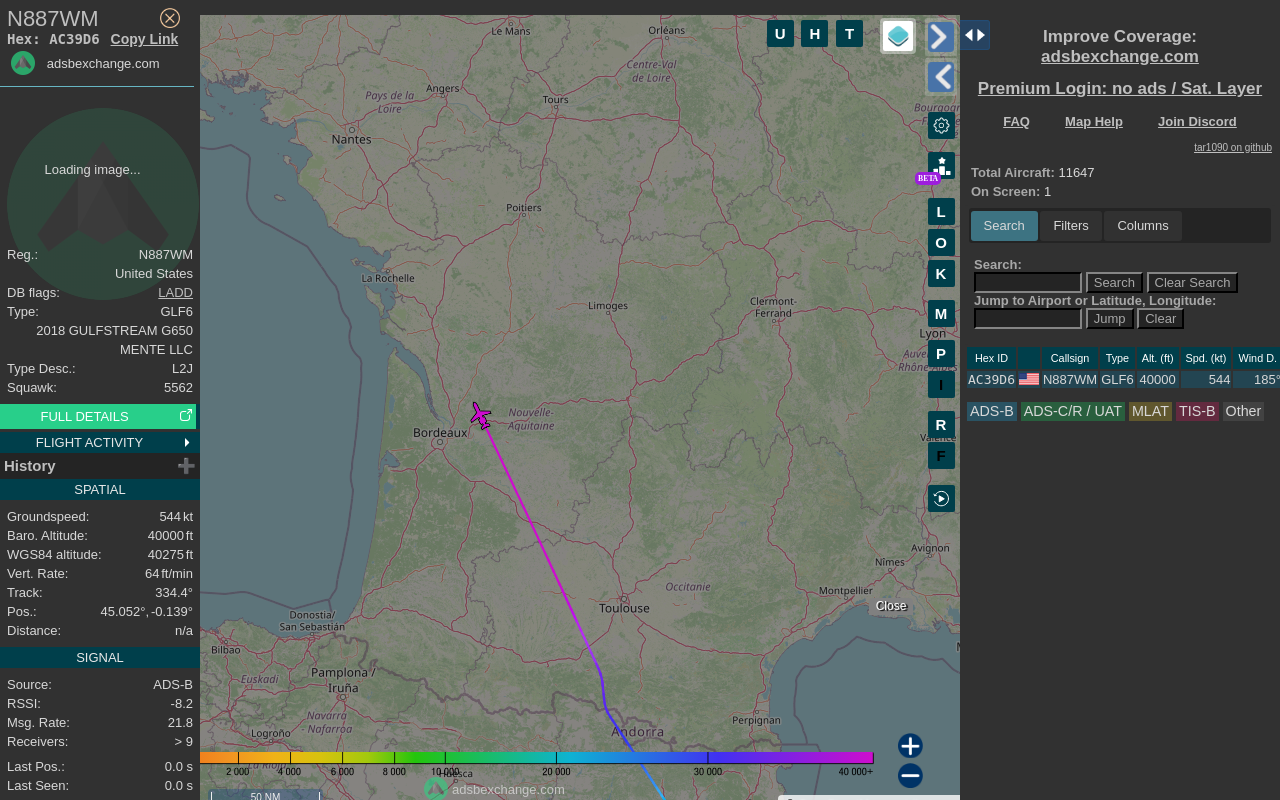 N887WM
Hex: AC39D6 Copy Link
adsbexchange.com
Loading image...
Reg.: N887WM
United States
DB flags: LADD
Type: GLF6
2018 GULFSTREAM G650
MENTE LLC
Type Desc.: L2J
Squawk: 5562
FULL DETAILS
FLIGHT ACTIVITY
History
SPATIAL
Groundspeed: 544 kt
Baro. Altitude: 40000 ft
WGS84 altitude: 40275 ft
Vert. Rate: 64 ft/min
Track: 334.4°
Pos.: 45.052°, -0.139°
Distance: n/a
SIGNAL
Source: ADS-B
RSSI: -8.2
Msg. Rate: 21.8
Receivers: > 9
Last Pos.: 0.0 s
Last Seen: 0.0 s
Le Mans
Orléans
Centre-Val
de Loire
Angers
Pays de la
Loire
Tours
Bourgogne
Nantes
Poitiers
La Rochelle
Limoges
Clermont-
Ferrand
Lyon
Rhône-Alpes
Nouvelle-
Aquitaine
Bordeaux
Valence
Avignon
Nîmes
Occitanie
Montpellier
Toulouse
Close
Donostia/
San Sebastián
Bilbao
Euskadi
Pamplona /
Iruña
Navarra
- Nafarroa
Logroño
La Rioja
Perpignan
Andorra
Huesca
2 000
4 000
6 000
8 000
10 000
20 000
30 000
40 000+
adsbexchange.com
50 NM
U H T
BETA
L
O
K
M
P
I
R
F
Improve Coverage:
adsbexchange.com
Premium Login: no ads / Sat. Layer
FAQ Map Help Join Discord
tar1090 on github
Total Aircraft: 11647
On Screen: 1
Search Filters Columns
Search:
Search Clear Search
Jump to Airport or Latitude, Longitude:
Jump Clear
Hex ID Callsign Type Alt. (ft) Spd. (kt) Wind D.
AC39D6 N887WM GLF6 40000 544 185°
ADS-B ADS-C/R / UAT MLAT TIS-B Other